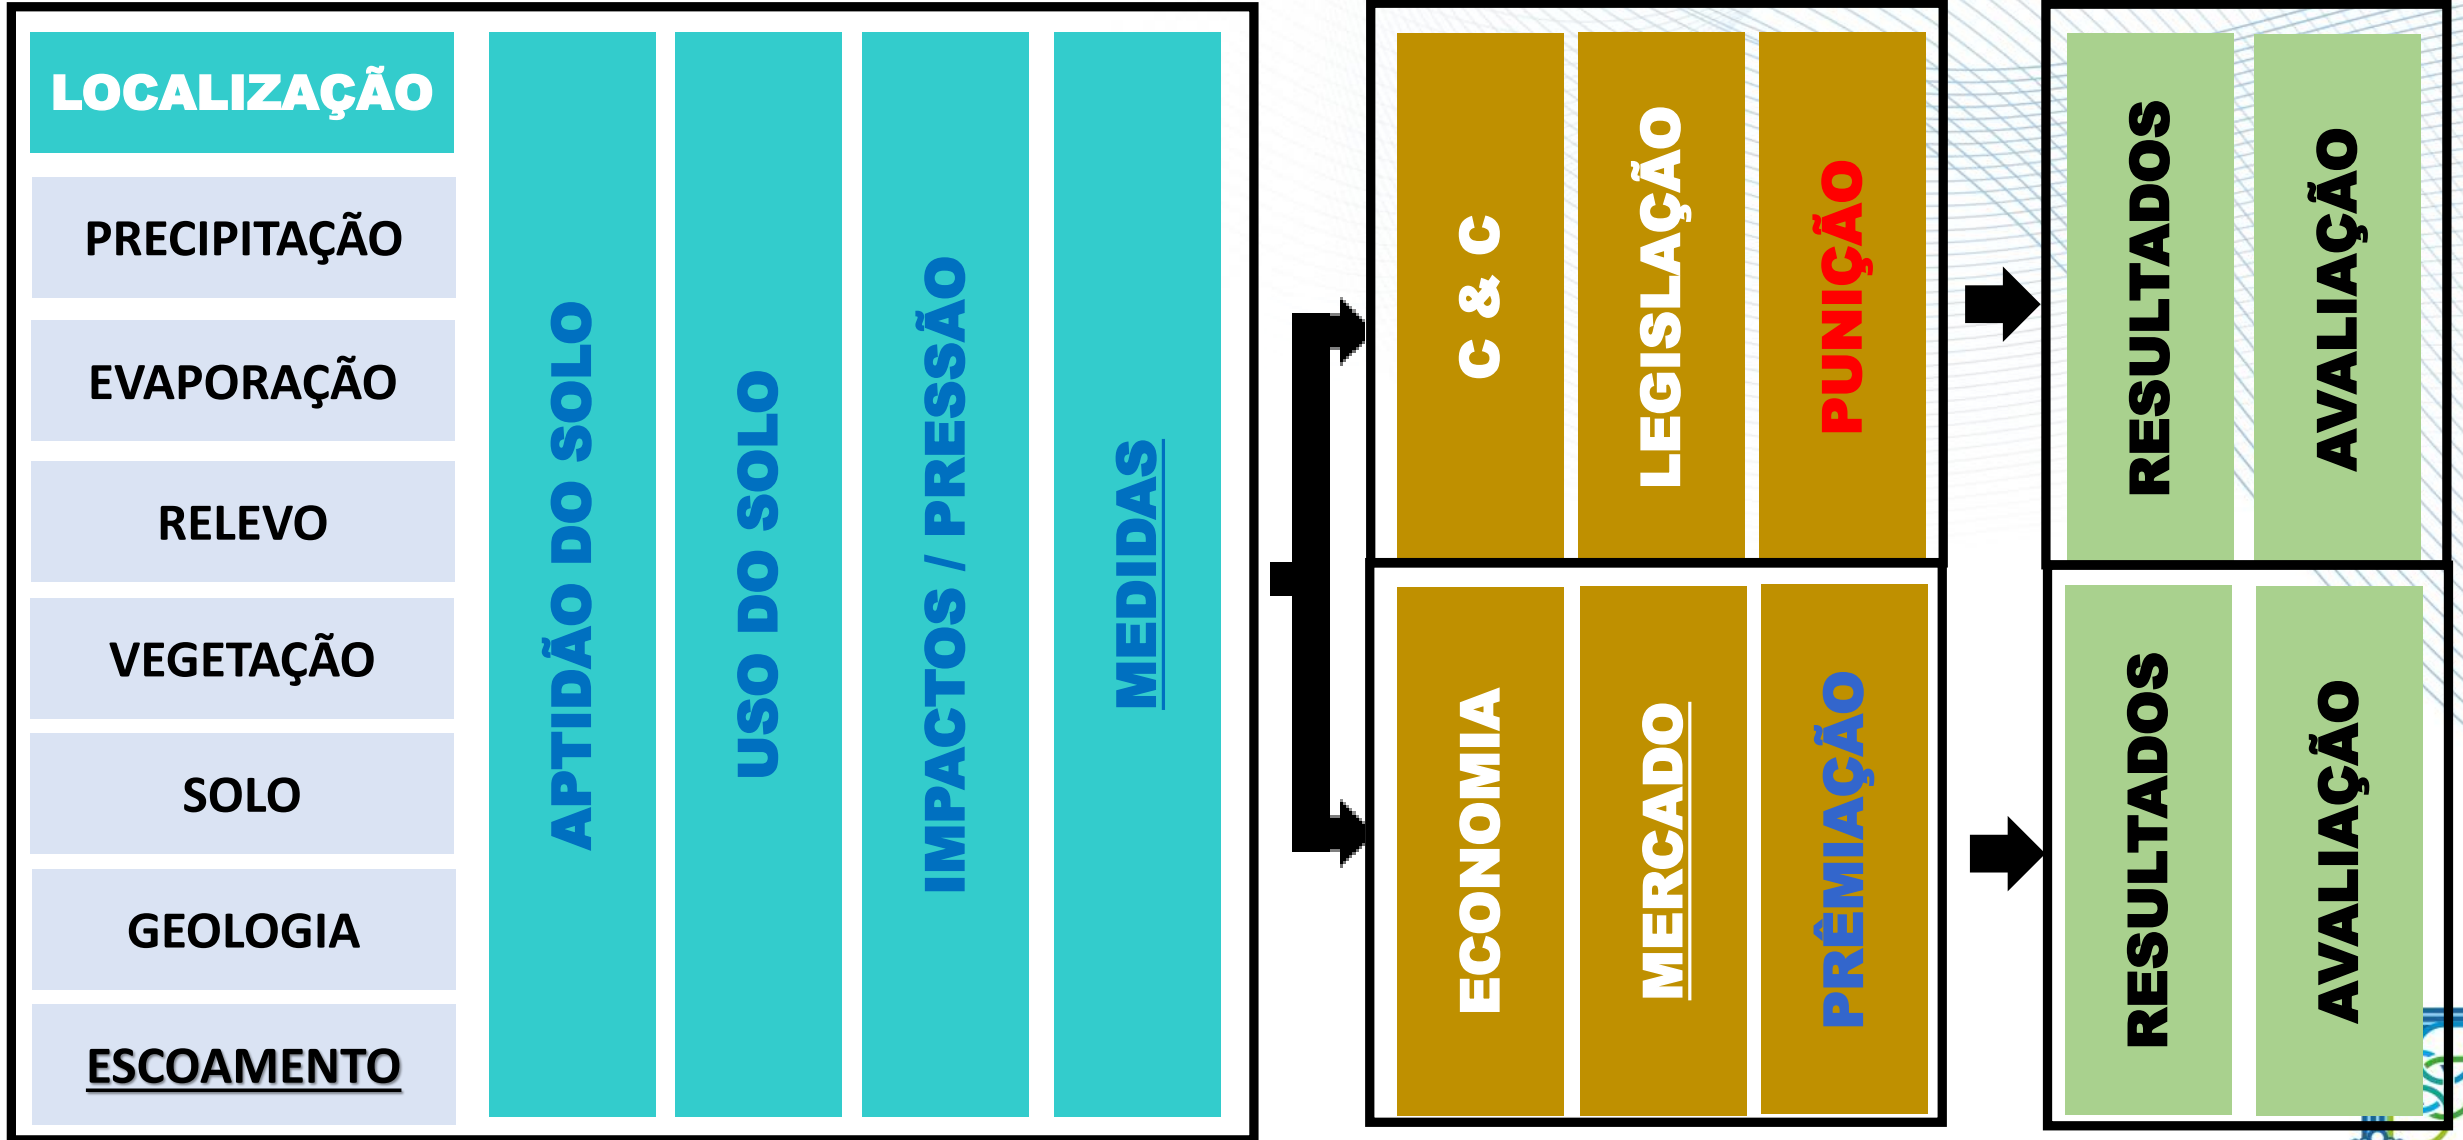 LOCALIZAÇÃO
PRECIPITAÇÃO
EVAPORAÇÃO
RELEVO
VEGETAÇÃO
SOLO
GEOLOGIA
ESCOAMENTO
APTIDÃO DO SOLO
USO DO SOLO
IMPACTOS / PRESSÃO
MEDIDAS
C & C
LEGISLAÇÃO
PUNIÇÃO
RESULTADOS
AVALIAÇÃO
ECONOMIA
MERCADO
PRÊMIAÇÃO
RESULTADOS
AVALIAÇÃO